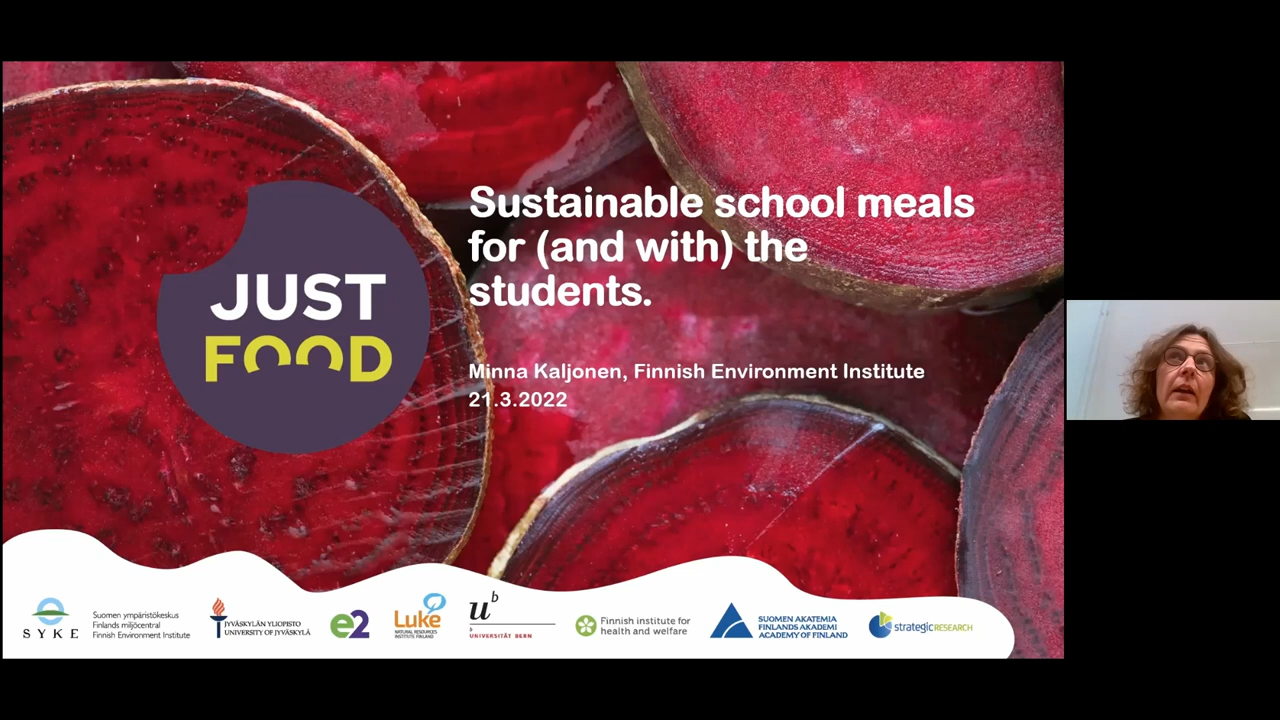 JUST
FOOD
Sustainable school meals
for (and with) the
students.
Minna Kaljonen, Finnish Environment Institute
21.3.2022
SYKE
Suomen ympäristökeskus
Finlands miljöcentral
Finnish Environment Institute
JYVÄSKYLÄN YLIOPISTO
UNIVERSITY OF JYVÄSKYLÄ
e2
Luke
NATURAL RESOURCES
INSTITUTE FINLAND
u b
b
UNIVERSITÄT BERN
Finnish institute for
health and welfare
SUOMEN AKATEMIA
FINLANDS AKADEMI
ACADEMY OF FINLAND
strategicRESEARCH